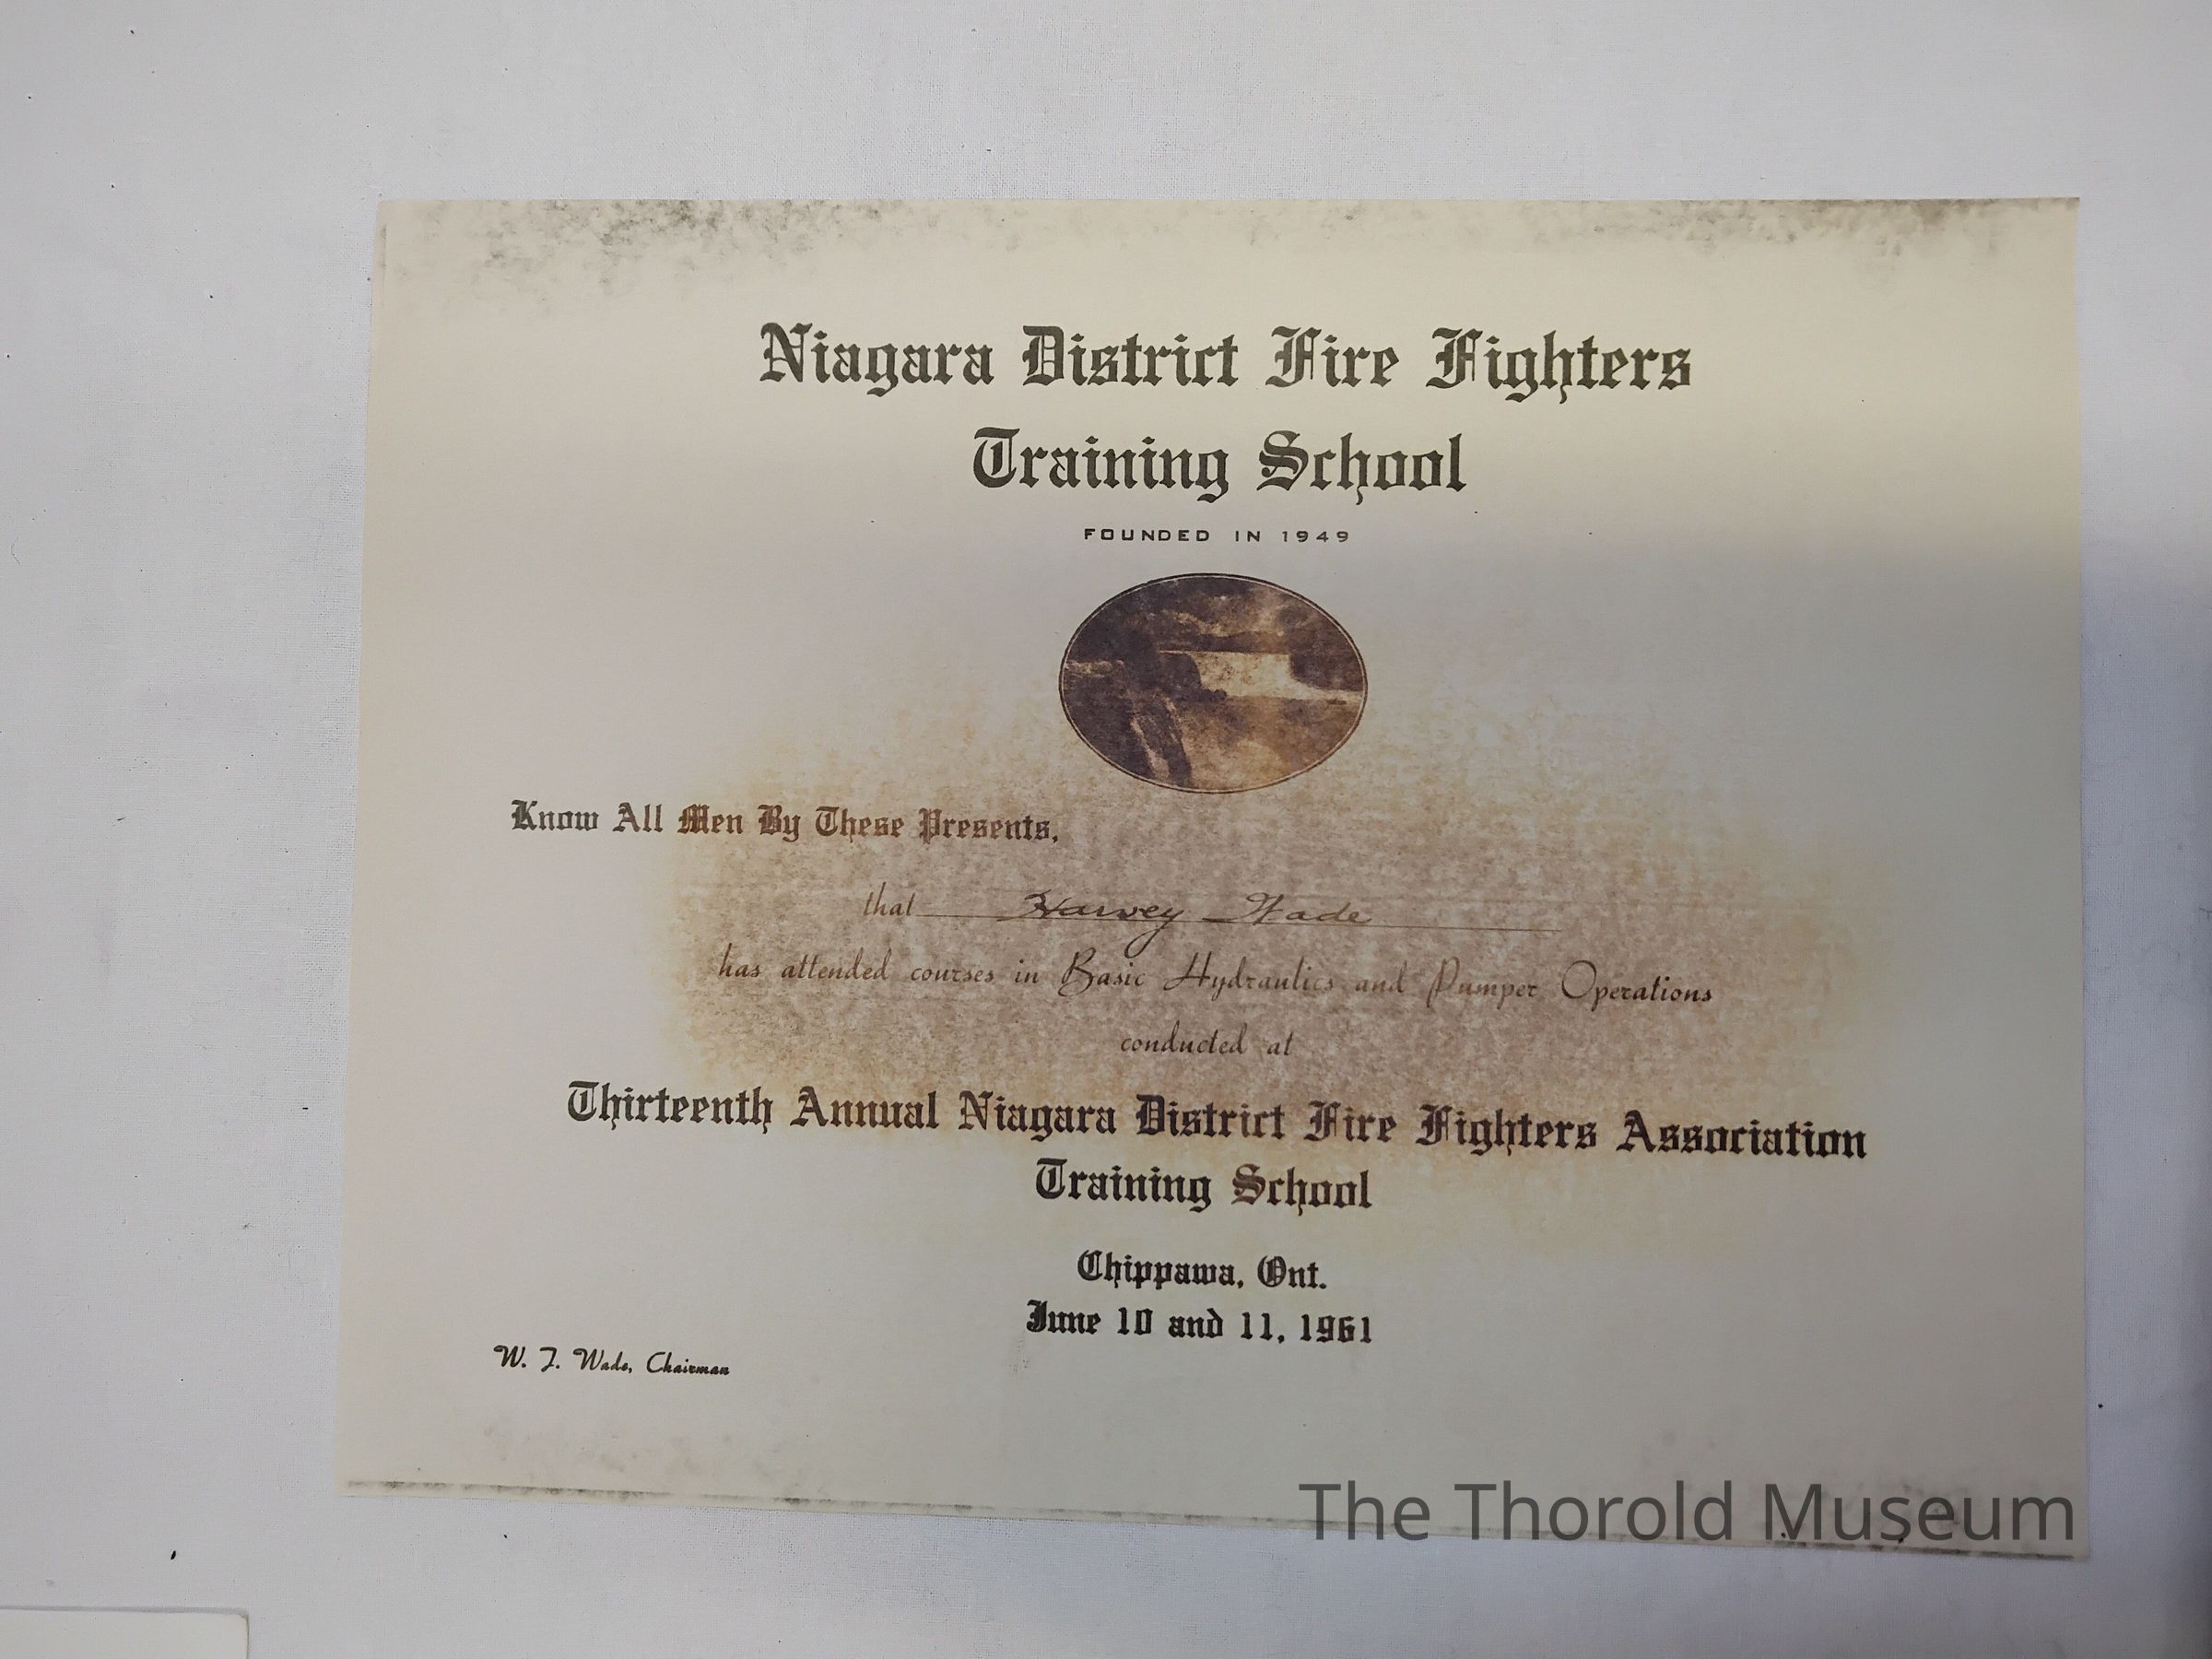 Niagara District Fire Fighters
Training School
FOUNDED IN 1949
Know All Men By These Presents,
that Harvey Wade
has attended courses in Basic Hydraulics and Pumper Operations
conducted at
Thirteenth Annual Niagara District Fire Fighters Association
Training School
Chippawa, Ont.
June 10 and 11, 1961
W. J. Wade, Chairman
The Thorold Museum